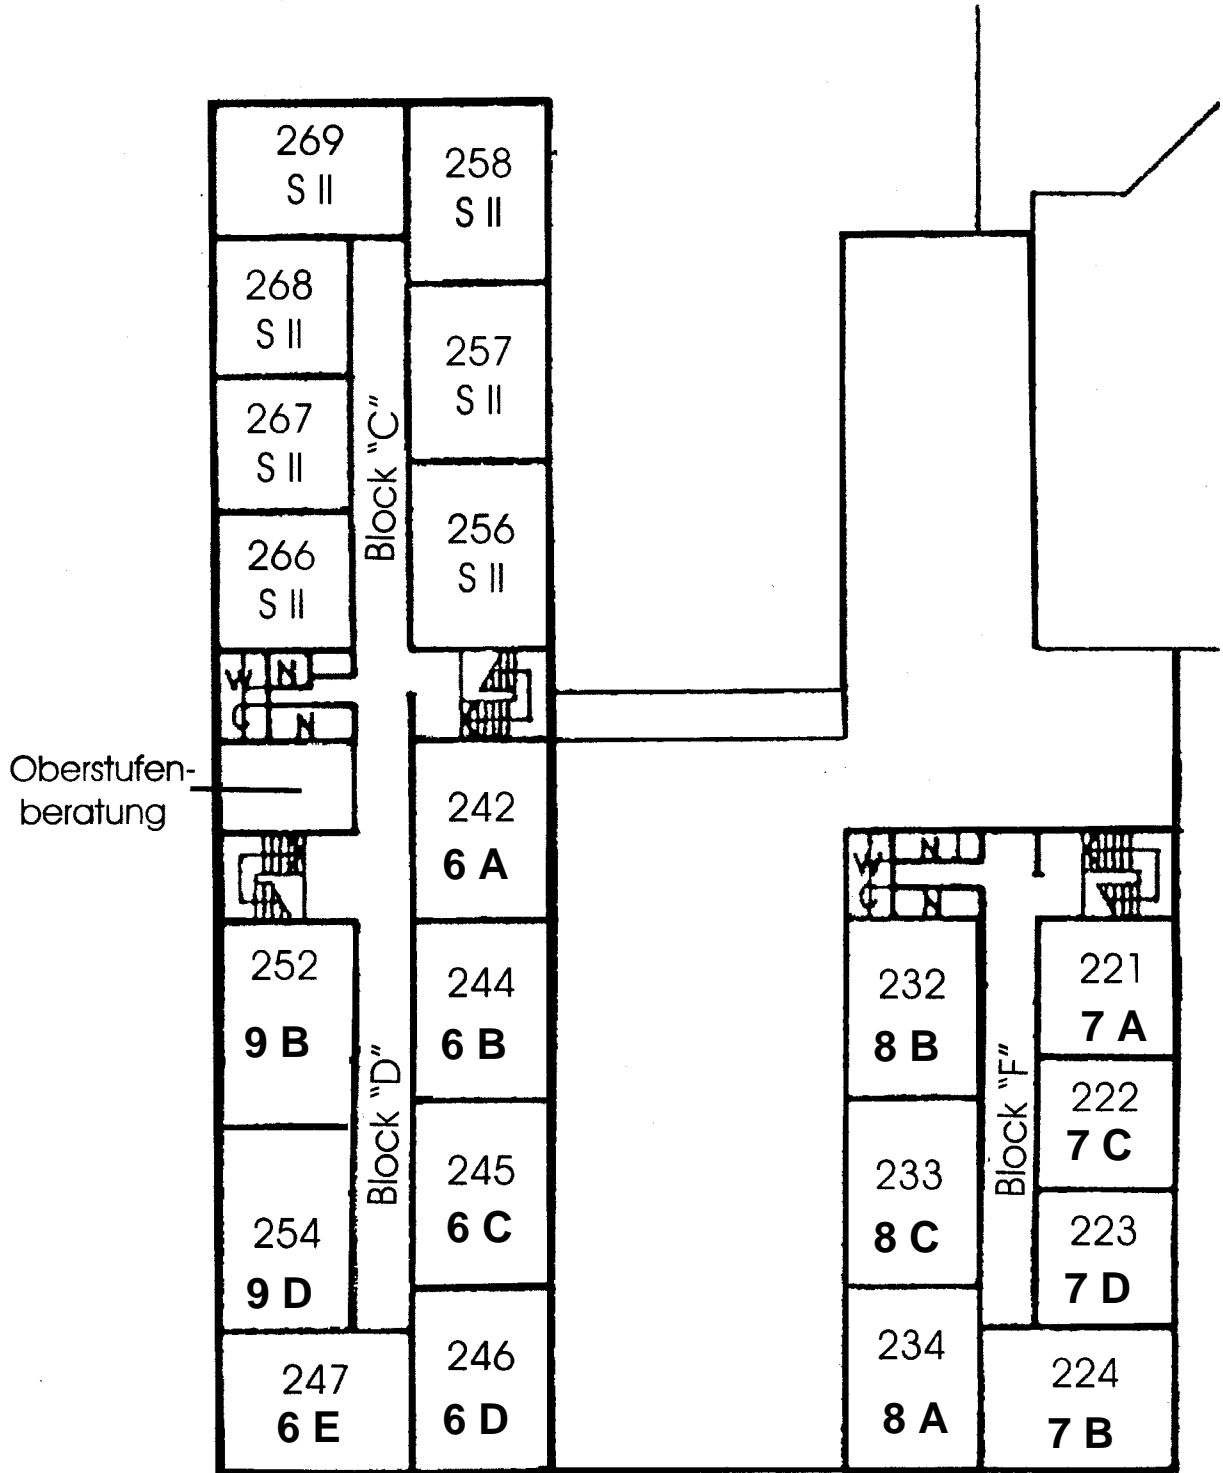 269
S II
258
S II
268
S II
257
S II
267
S II
Block "C"
256
S II
266
S II
W
C
N
N
Oberstufen-
beratung
242
6 A
252
9 B
244
6 B
Block "D"
245
6 C
254
9 D
246
6 D
247
6 E
W
C
N
N
232
8 B
221
7 A
Block "F"
222
7 C
233
8 C
223
7 D
234
8 A
224
7 B